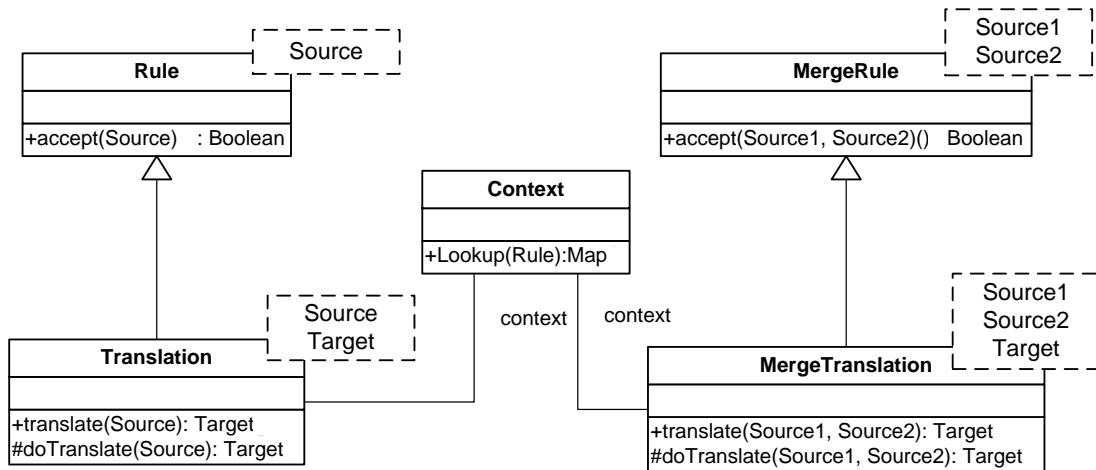 Source
Rule
+accept(Source) : Boolean
Source1
Source2
MergeRule
+accept(Source1, Source2)() Boolean
Context
+Lookup(Rule):Map
context
context
Source
Target
Translation
+translate(Source): Target
#doTranslate(Source): Target
Source1
Source2
Target
MergeTranslation
+translate(Source1, Source2): Target
#doTranslate(Source1, Source2): Target